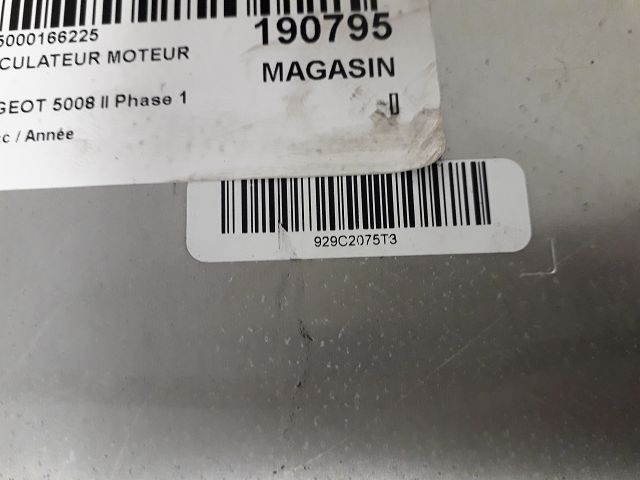 5000166225
190795
CULATEUR MOTEUR
MAGASIN
GEOT 5008 II Phase 1
c / Année
929C2075T3